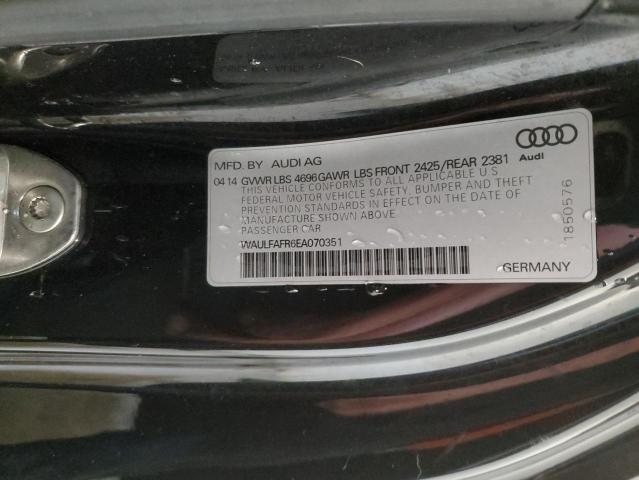 MFD. BY AUDI AG
Audi
04 14 GVWR LBS 4696 GAWR LBS FRONT 2425/REAR 2381
THIS VEHICLE CONFORMS TO ALL APPLICABLE U S
FEDERAL MOTOR VEHICLE SAFETY, BUMPER AND THEFT
PREVENTION STANDARDS IN EFFECT ON THE DATE OF
MANUFACTURE SHOWN ABOVE.
PASSENGER CAR
WAULFAFR6EA070351
1850576
GERMANY